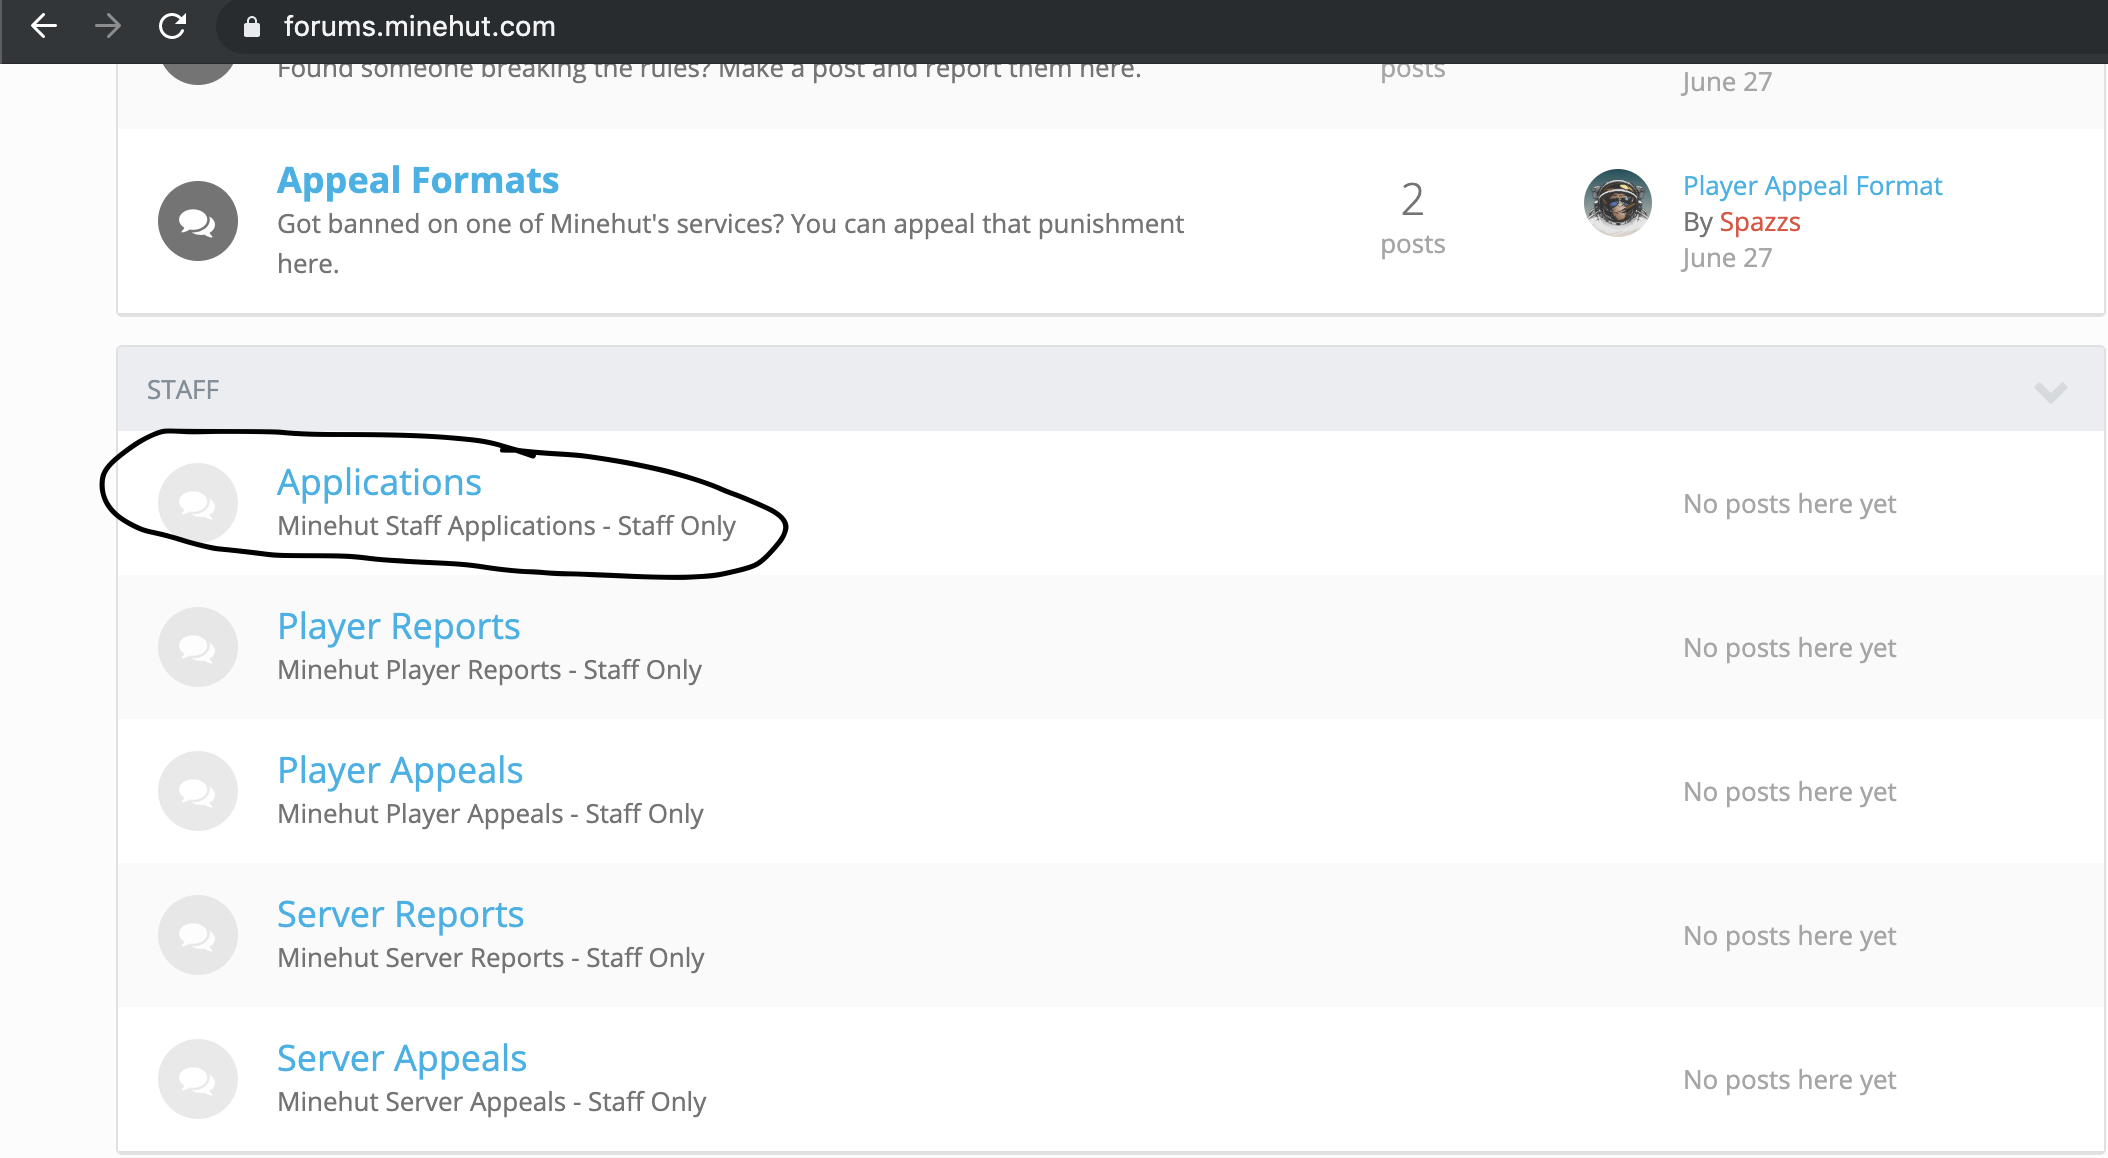 forums.minehut.com
Found someone breaking the rules? Make a post and report them here.
posts
June 27
Appeal Formats
Got banned on one of Minehut's services? You can appeal that punishment
here.
2
posts
Player Appeal Format
By Spazzs
June 27
STAFF
Applications
Minehut Staff Applications - Staff Only
No posts here yet
Player Reports
Minehut Player Reports - Staff Only
No posts here yet
Player Appeals
Minehut Player Appeals - Staff Only
No posts here yet
Server Reports
Minehut Server Reports - Staff Only
No posts here yet
Server Appeals
Minehut Server Appeals - Staff Only
No posts here yet